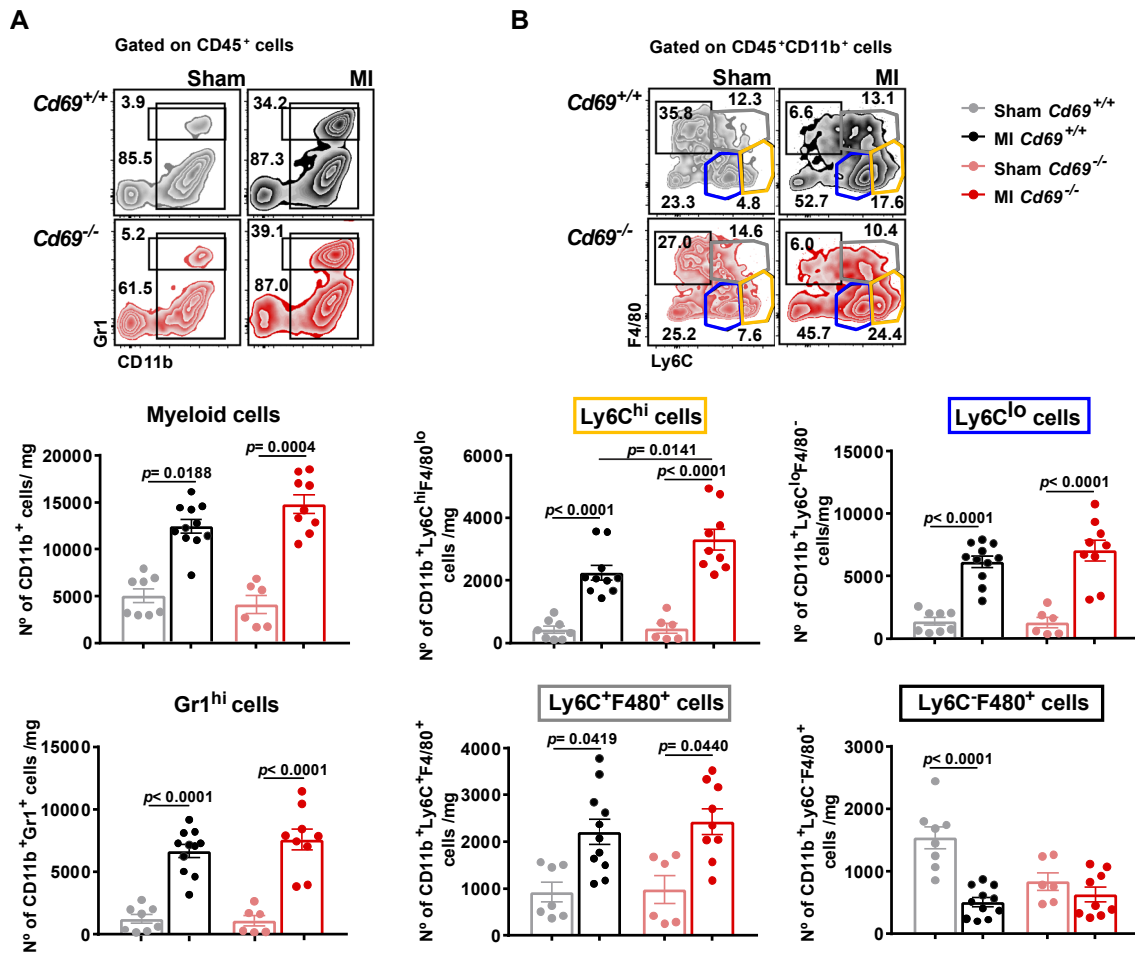 A
B
Gated on CD45⁺ cells
Gated on CD45⁺CD11b⁺ cells
Sham MI
Sham MI
Cd69⁺/⁺
3.9
34.2
85.5
87.3
Cd69⁻/⁻
5.2
39.1
61.5
87.0
Gr1
CD11b
Cd69⁺/⁺
12.3
13.1
35.8
6.6
23.3
4.8
52.7
17.6
Cd69⁻/⁻
14.6
10.4
27.0
6.0
25.2
7.6
45.7
24.4
F4/80
Ly6C
Sham Cd69⁺/⁺
MI Cd69⁺/⁺
Sham Cd69⁻/⁻
MI Cd69⁻/⁻
Myeloid cells
Nº of CD11b⁺ cells/ mg
20000
15000
10000
5000
0
p= 0.0188
p= 0.0004
Ly6Cʰⁱ cells
Nº of CD11b⁺Ly6CʰⁱF4/80ˡᵒ
cells /mg
6000
4000
2000
0
p= 0.0141
p< 0.0001
p< 0.0001
Ly6Cˡᵒ cells
Nº of CD11b⁺Ly6CˡᵒF4/80⁻
cells/mg
15000
10000
5000
0
p< 0.0001
p< 0.0001
Gr1ʰⁱ cells
Nº of CD11b⁺Gr1⁺ cells /mg
15000
10000
5000
0
p< 0.0001
p< 0.0001
Ly6C⁺F480⁺ cells
Nº of CD11b⁺Ly6C⁺F4/80⁺
cells /mg
4000
3000
2000
1000
0
p= 0.0419
p= 0.0440
Ly6C⁻F480⁺ cells
Nº of CD11b⁺Ly6C⁻F4/80⁺
cells /mg
3000
2000
1000
0
p< 0.0001